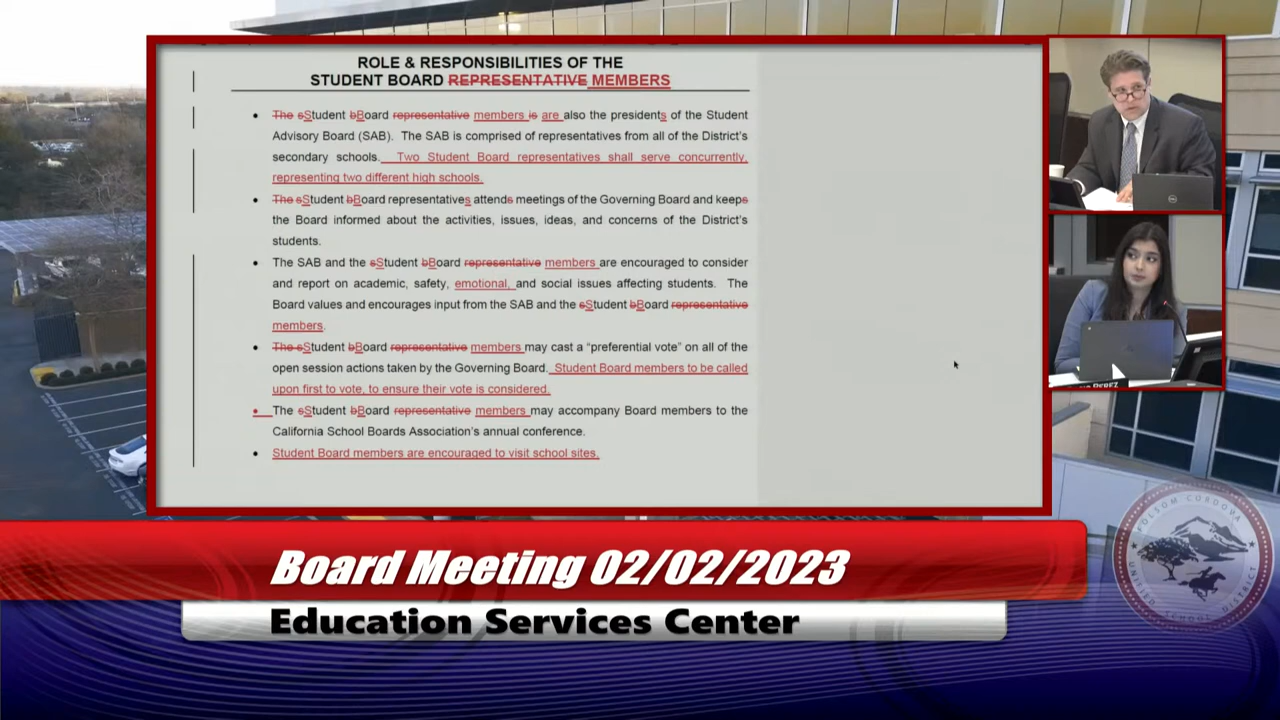 ROLE & RESPONSIBILITIES OF THE
STUDENT BOARD REPRESENTATIVE MEMBERS
• The sStudent bBoard representative members is are also the presidents of the Student
Advisory Board (SAB). The SAB is comprised of representatives from all of the District's
secondary schools. Two Student Board representatives shall serve concurrently,
representing two different high schools.
• The sStudent bBoard representatives attends meetings of the Governing Board and keeps
the Board informed about the activities, issues, ideas, and concerns of the District's
students.
• The SAB and the sStudent bBoard representative members are encouraged to consider
and report on academic, safety, emotional, and social issues affecting students. The
Board values and encourages input from the SAB and the sStudent bBoard representative
members.
• The sStudent bBoard representative members may cast a "preferential vote" on all of the
open session actions taken by the Governing Board. Student Board members to be called
upon first to vote, to ensure their vote is considered.
• The sStudent bBoard representative members may accompany Board members to the
California School Boards Association's annual conference.
• Student Board members are encouraged to visit school sites.
PEREZ
Board Meeting 02/02/2023
Education Services Center
FOLSOM CORDOVA
UNIFIED SCHOOL DISTRICT